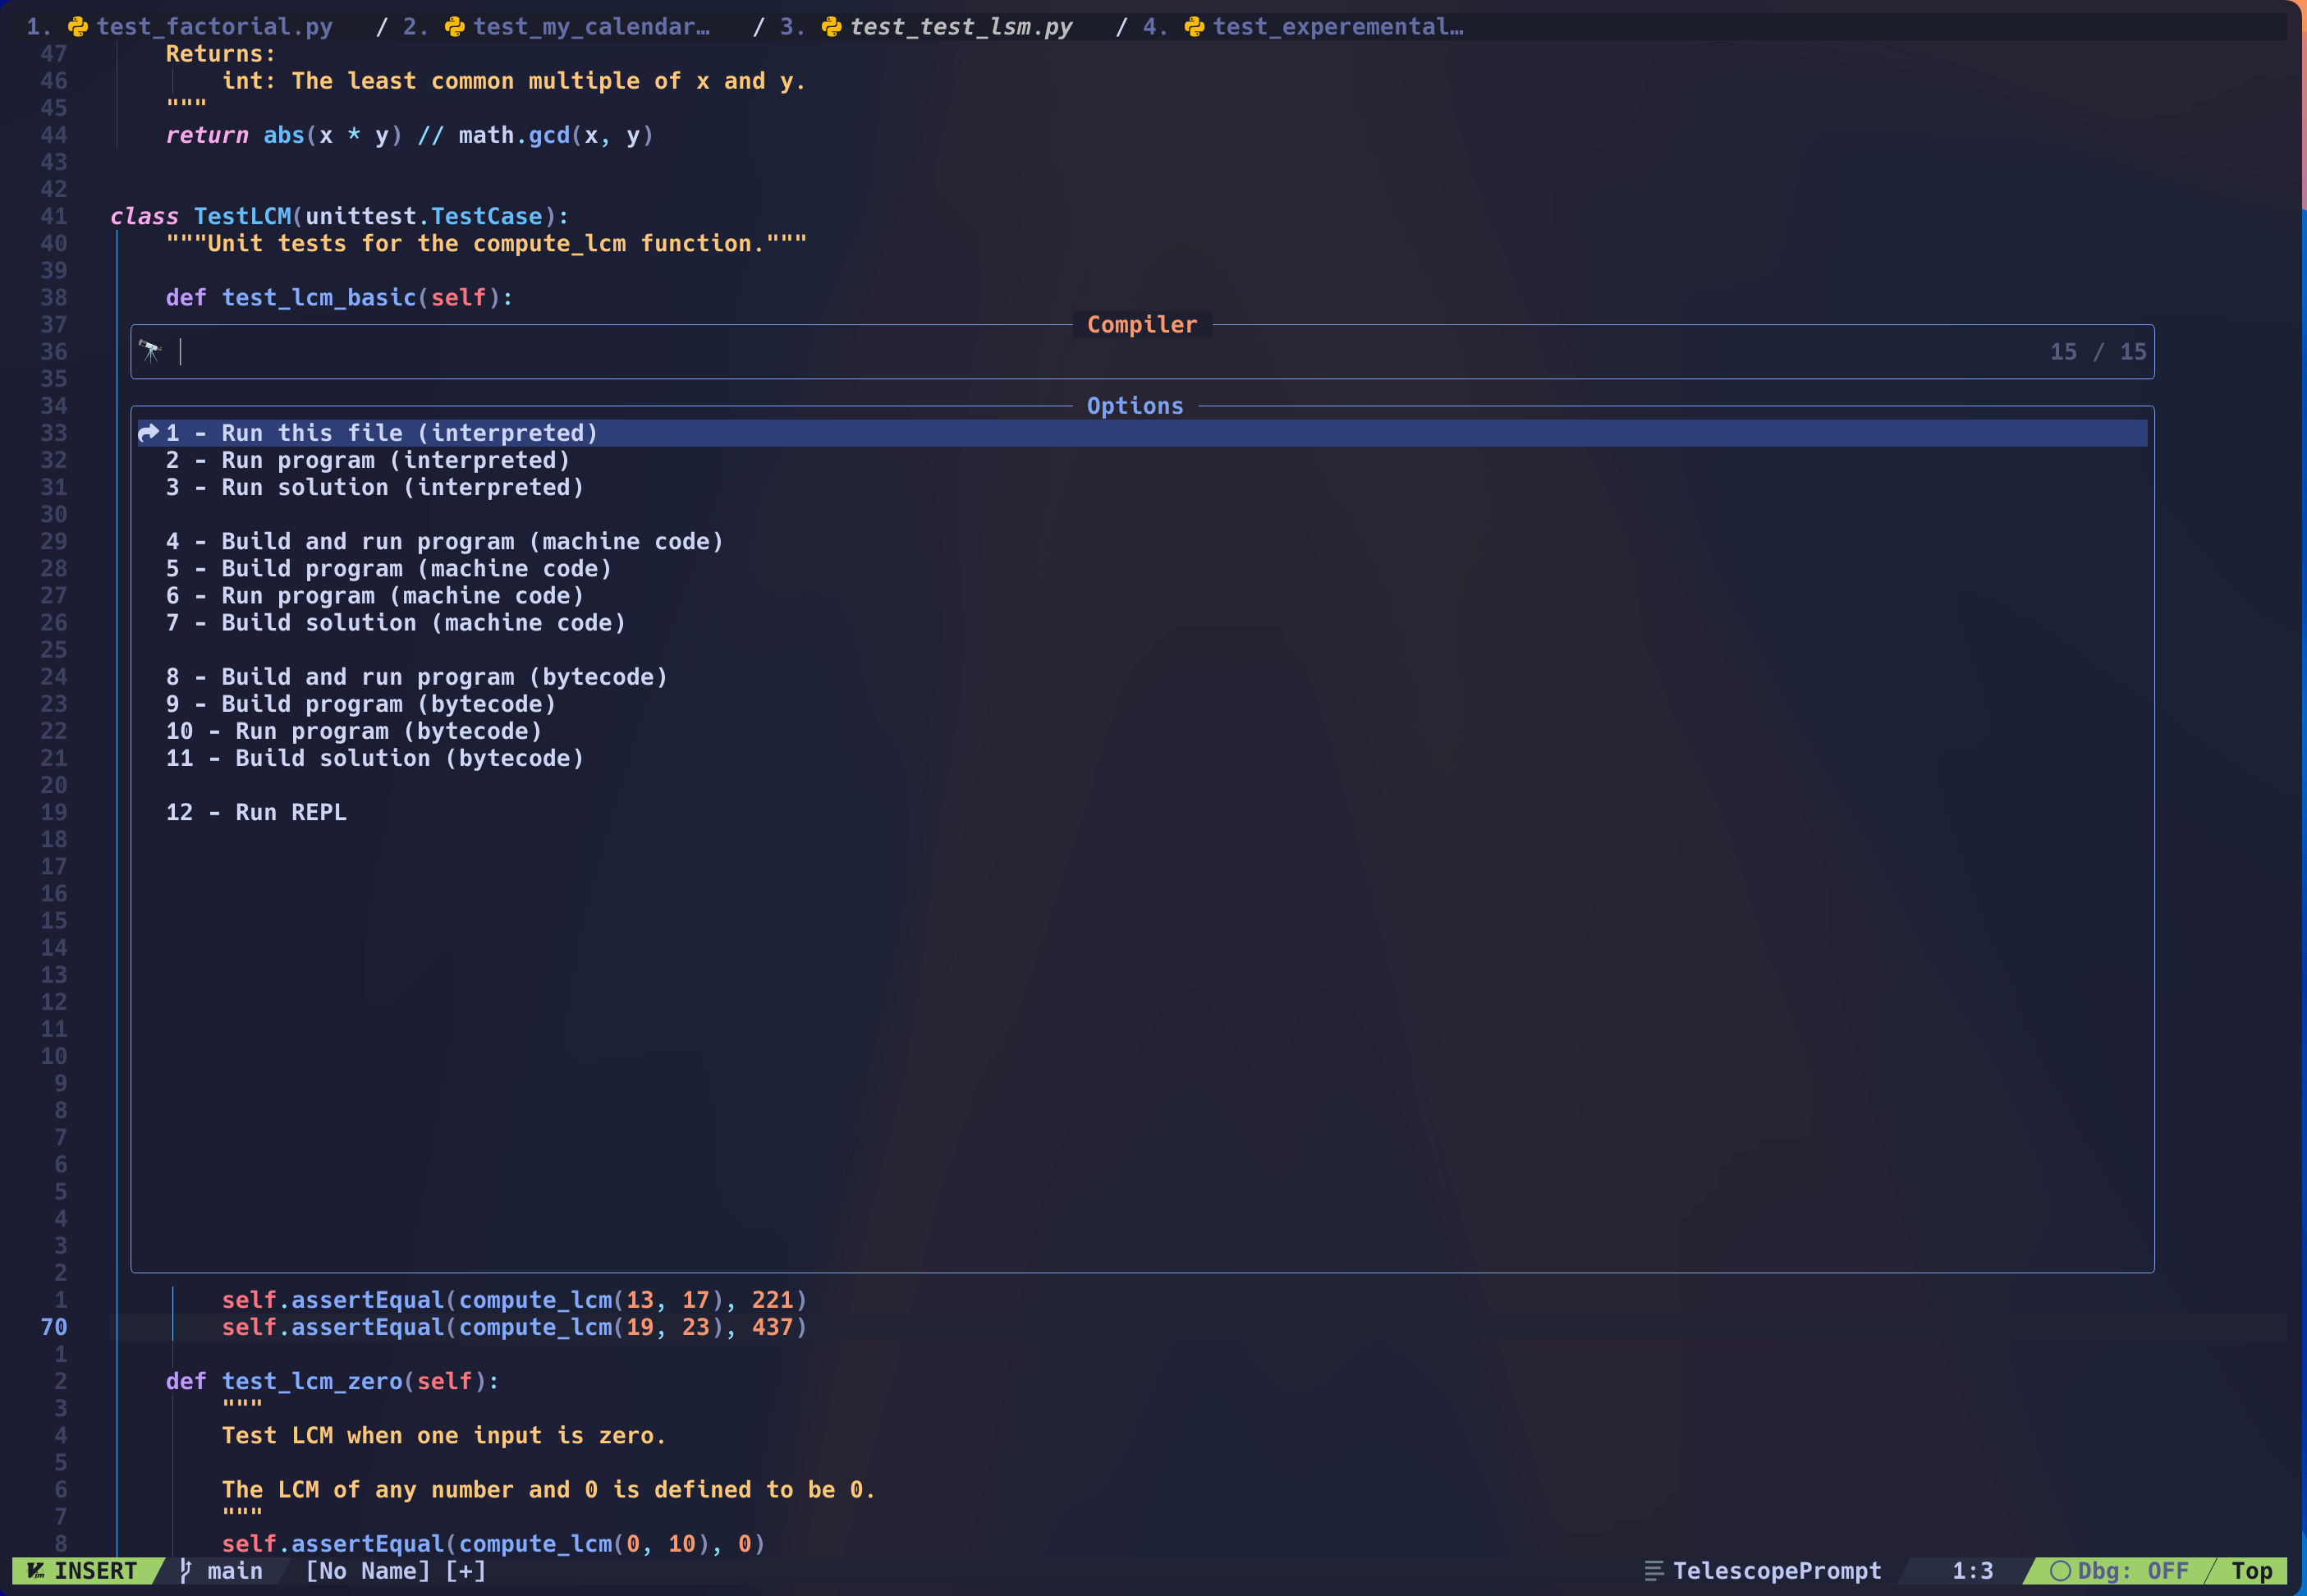 1. test_factorial.py / 2. test_my_calendar… / 3. test_test_lsm.py / 4. test_experemental…
47 Returns:
46 int: The least common multiple of x and y.
45 """
44 return abs(x * y) // math.gcd(x, y)
43
42
41 class TestLCM(unittest.TestCase):
40 """Unit tests for the compute_lcm function."""
39
38 def test_lcm_basic(self):
37 Compiler
36 15 / 15
35
34 Options
33 1 - Run this file (interpreted)
32 2 - Run program (interpreted)
31 3 - Run solution (interpreted)
30
29 4 - Build and run program (machine code)
28 5 - Build program (machine code)
27 6 - Run program (machine code)
26 7 - Build solution (machine code)
25
24 8 - Build and run program (bytecode)
23 9 - Build program (bytecode)
22 10 - Run program (bytecode)
21 11 - Build solution (bytecode)
20
19 12 - Run REPL
18
17
16
15
14
13
12
11
10
9
8
7
6
5
4
3
2
1 self.assertEqual(compute_lcm(13, 17), 221)
70 self.assertEqual(compute_lcm(19, 23), 437)
1
2 def test_lcm_zero(self):
3 """
4 Test LCM when one input is zero.
5
6 The LCM of any number and 0 is defined to be 0.
7 """
8 self.assertEqual(compute_lcm(0, 10), 0)
INSERT main [No Name] [+] TelescopePrompt 1:3 Dbg: OFF Top